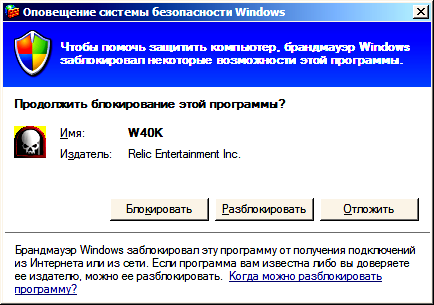 Оповещение системы безопасности Windows
Чтобы помочь защитить компьютер, брандмауэр Windows
заблокировал некоторые возможности этой программы.
Продолжить блокирование этой программы?
Имя: W40K
Издатель: Relic Entertainment Inc.
Блокировать Разблокировать Отложить
Брандмауэр Windows заблокировал эту программу от получения подключений
из Интернета или из сети. Если программа вам известна либо вы доверяете
ее издателю, можно ее разблокировать. Когда можно разблокировать
программу?